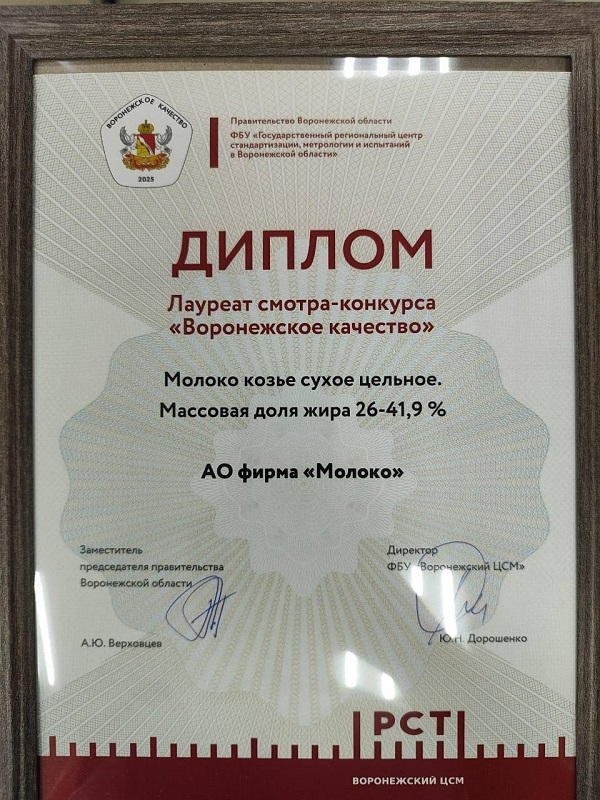 ВОРОНЕЖСКОЕ КАЧЕСТВО
2025
Правительство Воронежской области
ФБУ «Государственный региональный центр
стандартизации, метрологии и испытаний
в Воронежской области»
ДИПЛОМ
Лауреат смотра-конкурса
«Воронежское качество»
Молоко козье сухое цельное.
Массовая доля жира 26-41,9 %
АО фирма «Молоко»
Заместитель
председателя правительства
Воронежской области
А.Ю. Верховцев
Директор
ФБУ «Воронежский ЦСМ»
Ю.Н. Дорошенко
РСТ
ВОРОНЕЖСКИЙ ЦСМ